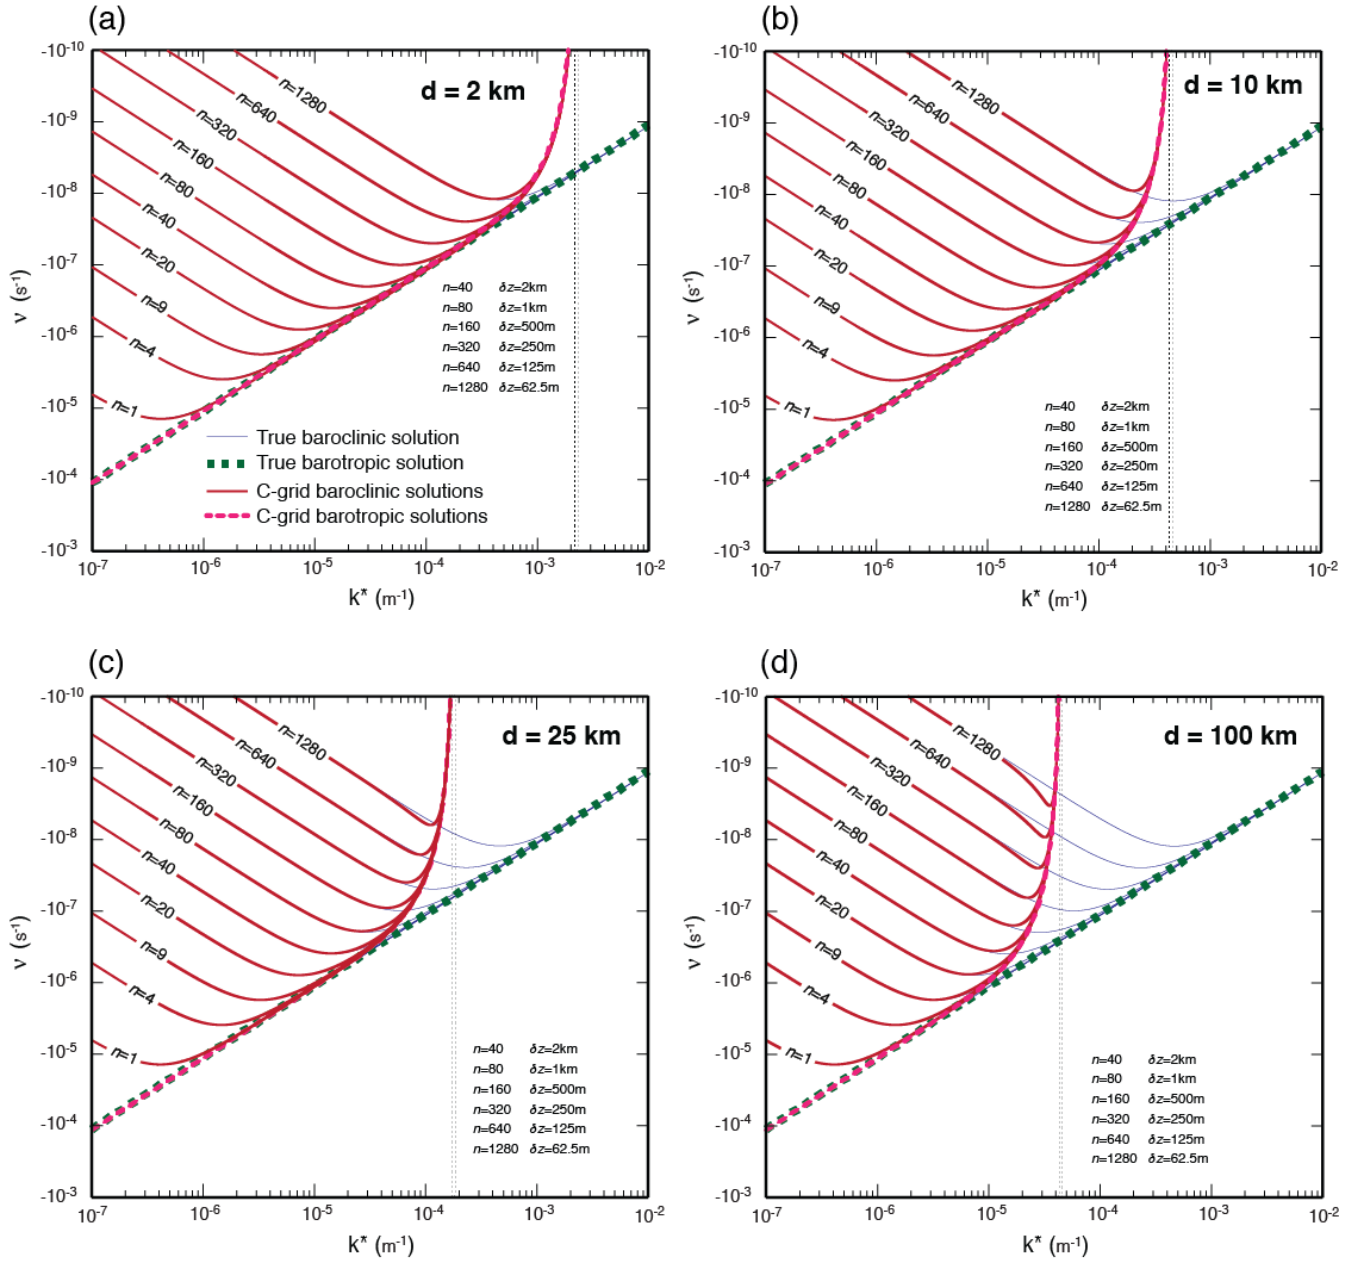 (a)
d = 2 km
-10-10
-10-9
-10-8
-10-7
-10-6
-10-5
-10-4
-10-3
ν (s-1)
n=1280
n=640
n=320
n=160
n=80
n=40
n=20
n=9
n=4
n=1
n=40 δz=2km
n=80 δz=1km
n=160 δz=500m
n=320 δz=250m
n=640 δz=125m
n=1280 δz=62.5m
True baroclinic solution
True barotropic solution
C-grid baroclinic solutions
C-grid barotropic solutions
10-7 10-6 10-5 10-4 10-3 10-2
k* (m-1)
(b)
d = 10 km
-10-10
-10-9
-10-8
-10-7
-10-6
-10-5
-10-4
-10-3
ν (s-1)
n=1280
n=640
n=320
n=160
n=80
n=40
n=20
n=9
n=4
n=1
n=40 δz=2km
n=80 δz=1km
n=160 δz=500m
n=320 δz=250m
n=640 δz=125m
n=1280 δz=62.5m
10-7 10-6 10-5 10-4 10-3 10-2
k* (m-1)
(c)
d = 25 km
-10-10
-10-9
-10-8
-10-7
-10-6
-10-5
-10-4
-10-3
ν (s-1)
n=1280
n=640
n=320
n=160
n=80
n=40
n=20
n=9
n=4
n=1
n=40 δz=2km
n=80 δz=1km
n=160 δz=500m
n=320 δz=250m
n=640 δz=125m
n=1280 δz=62.5m
10-7 10-6 10-5 10-4 10-3 10-2
k* (m-1)
(d)
d = 100 km
-10-10
-10-9
-10-8
-10-7
-10-6
-10-5
-10-4
-10-3
ν (s-1)
n=1280
n=640
n=320
n=160
n=80
n=40
n=20
n=9
n=4
n=1
n=40 δz=2km
n=80 δz=1km
n=160 δz=500m
n=320 δz=250m
n=640 δz=125m
n=1280 δz=62.5m
10-7 10-6 10-5 10-4 10-3 10-2
k* (m-1)